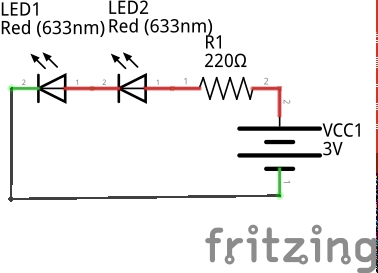 LED1
Red (633nm)
LED2
Red (633nm)
R1
220Ω
2
1
2
1
1
2
2
VCC1
3V
1
fritzing